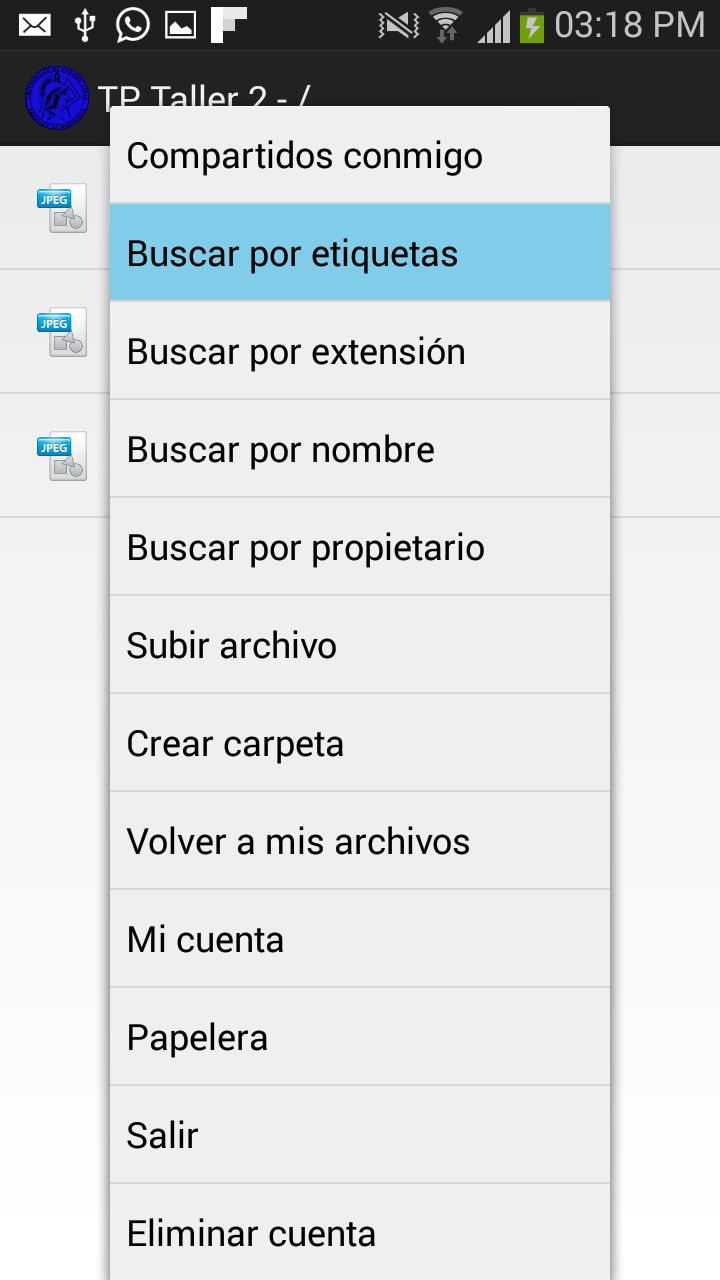 03:18 PM
TP Taller 2 - /
Compartidos conmigo
JPEG
Buscar por etiquetas
Buscar por extensión
JPEG
Buscar por nombre
JPEG
Buscar por propietario
Subir archivo
Crear carpeta
Volver a mis archivos
Mi cuenta
Papelera
Salir
Eliminar cuenta